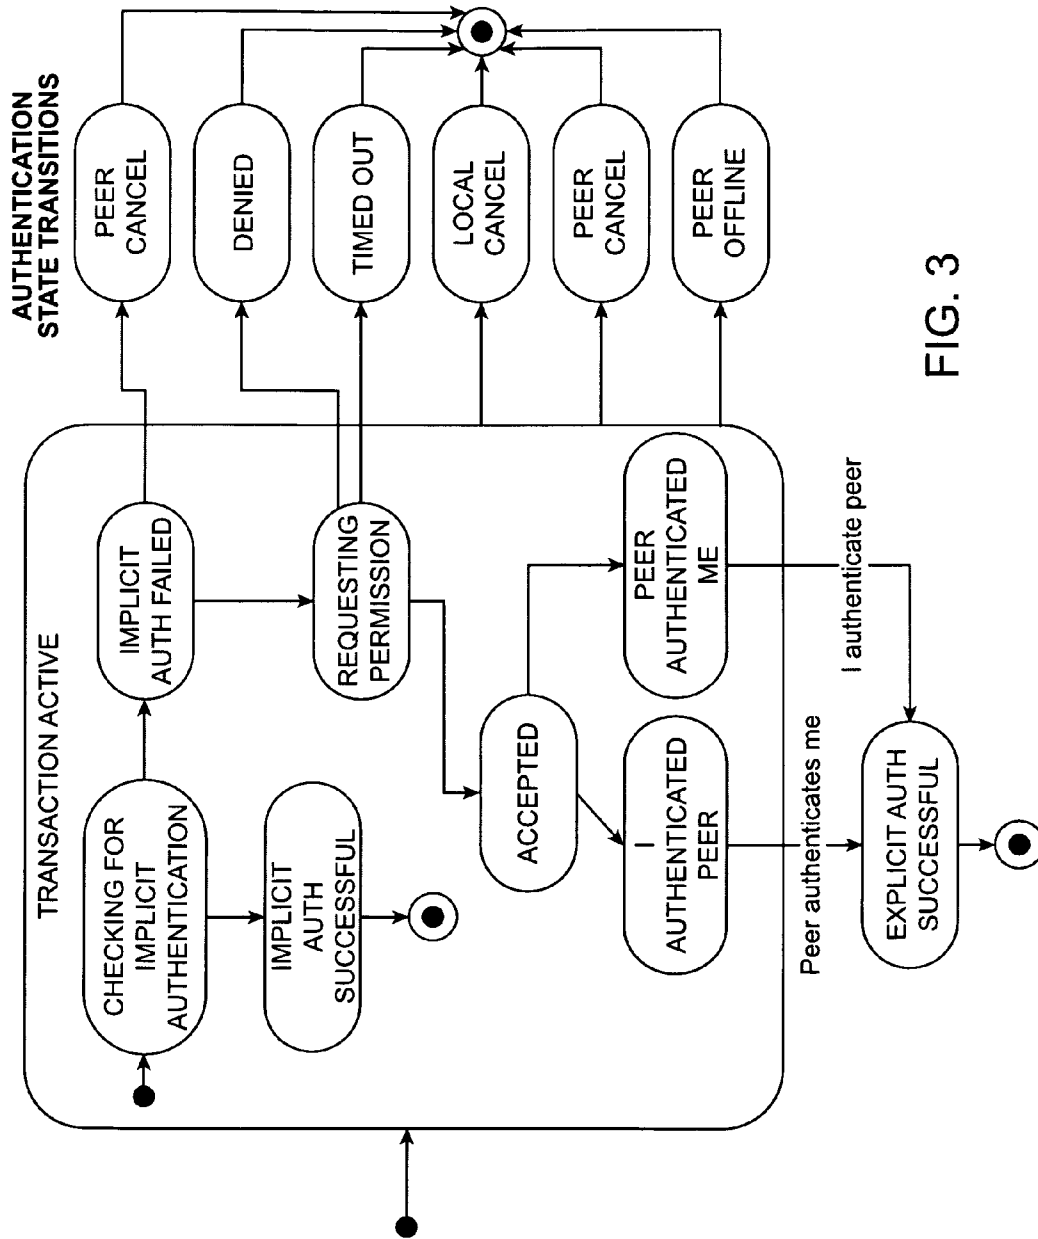 AUTHENTICATION
STATE TRANSITIONS
TRANSACTION ACTIVE
CHECKING FOR
IMPLICIT
AUTHENTICATION
IMPLICIT
AUTH FAILED
PEER
CANCEL
IMPLICIT
AUTH
SUCCESSFUL
REQUESTING
PERMISSION
DENIED
TIMED OUT
ACCEPTED
LOCAL
CANCEL
PEER
CANCEL
I
AUTHENTICATED
PEER
PEER
AUTHENTICATED
ME
PEER
OFFLINE
Peer authenticates me
I authenticate peer
EXPLICIT AUTH
SUCCESSFUL
FIG. 3